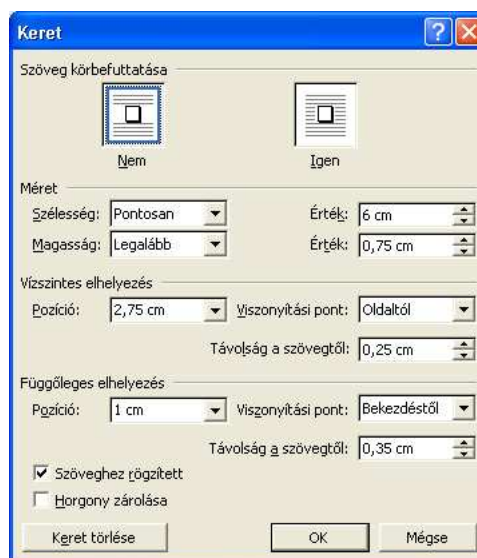 Keret
Szöveg körbefuttatása
Nem Igen
Méret
Szélesség: Pontosan Érték: 6 cm
Magasság: Legalább Érték: 0,75 cm
Vízszintes elhelyezés
Pozíció: 2,75 cm Viszonyítási pont: Oldaltól
Távolság a szövegtől: 0,25 cm
Függőleges elhelyezés
Pozíció: 1 cm Viszonyítási pont: Bekezdéstől
Távolság a szövegtől: 0,35 cm
Szöveghez rögzített
Horgony zárolása
Keret törlése OK Mégse